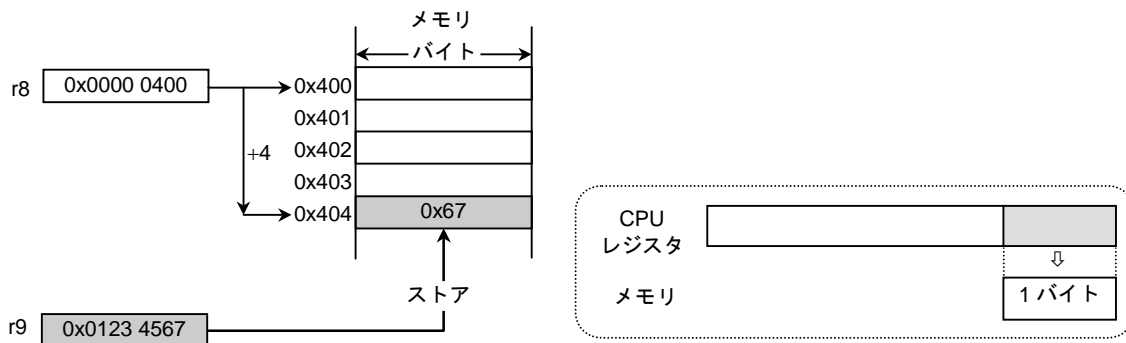 メモリ
バイト
r8 0x0000 0400
0x400
0x401
+4
0x402
0x403
0x404 0x67
ストア
r9 0x0123 4567
CPU
レジスタ
⇩
メモリ 1 バイト